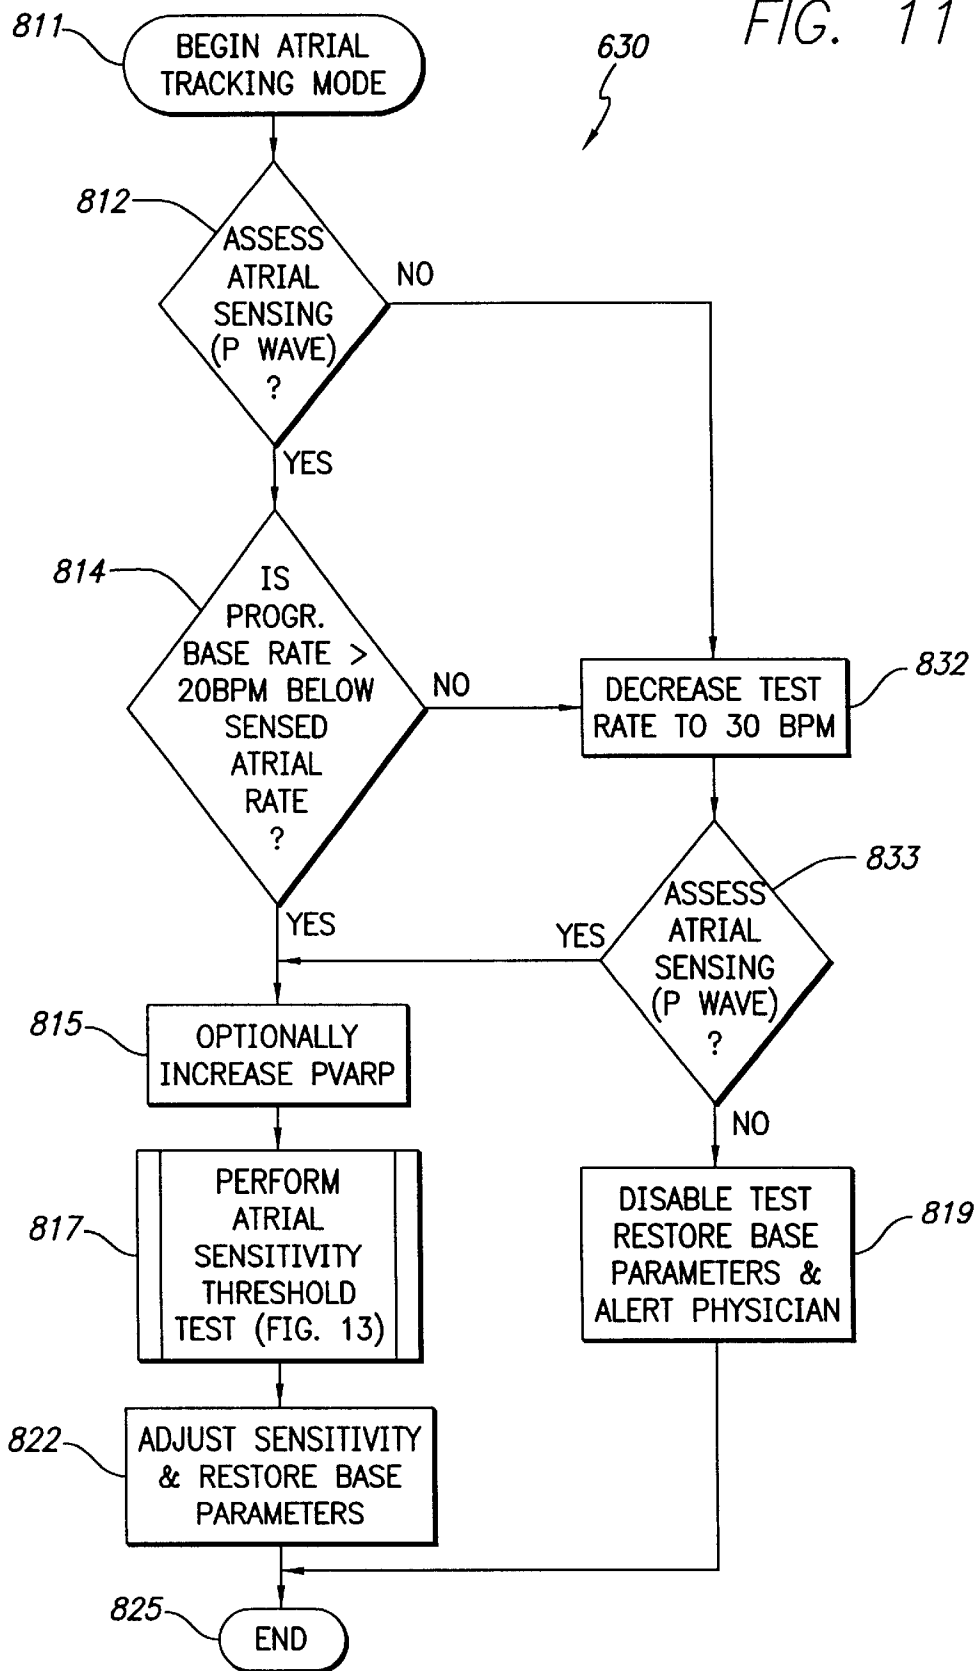 FIG. 11
630
811
BEGIN ATRIAL
TRACKING MODE
812
ASSESS
ATRIAL
SENSING
(P WAVE)
?
NO
YES
814
IS
PROGR.
BASE RATE >
20BPM BELOW
SENSED
ATRIAL
RATE
?
NO
YES
832
DECREASE TEST
RATE TO 30 BPM
833
ASSESS
ATRIAL
SENSING
(P WAVE)
?
YES
NO
815
OPTIONALLY
INCREASE PVARP
817
PERFORM
ATRIAL
SENSITIVITY
THRESHOLD
TEST (FIG. 13)
819
DISABLE TEST
RESTORE BASE
PARAMETERS &
ALERT PHYSICIAN
822
ADJUST SENSITIVITY
& RESTORE BASE
PARAMETERS
825
END